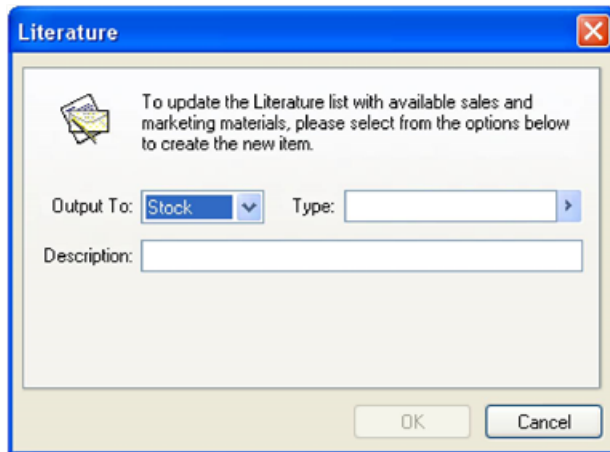 Literature
To update the Literature list with available sales and
marketing materials, please select from the options below
to create the new item.
Output To: Stock Type:
Description:
OK Cancel